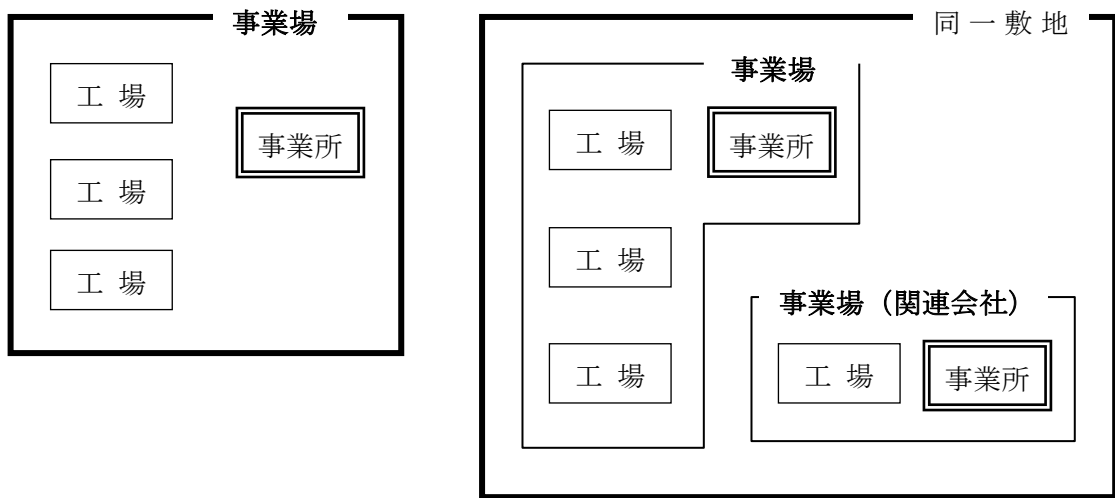 事業場
工 場
事業所
工 場
工 場
同 一 敷 地
事業場
工 場
事業所
工 場
工 場
事業場（関連会社）
工 場
事業所